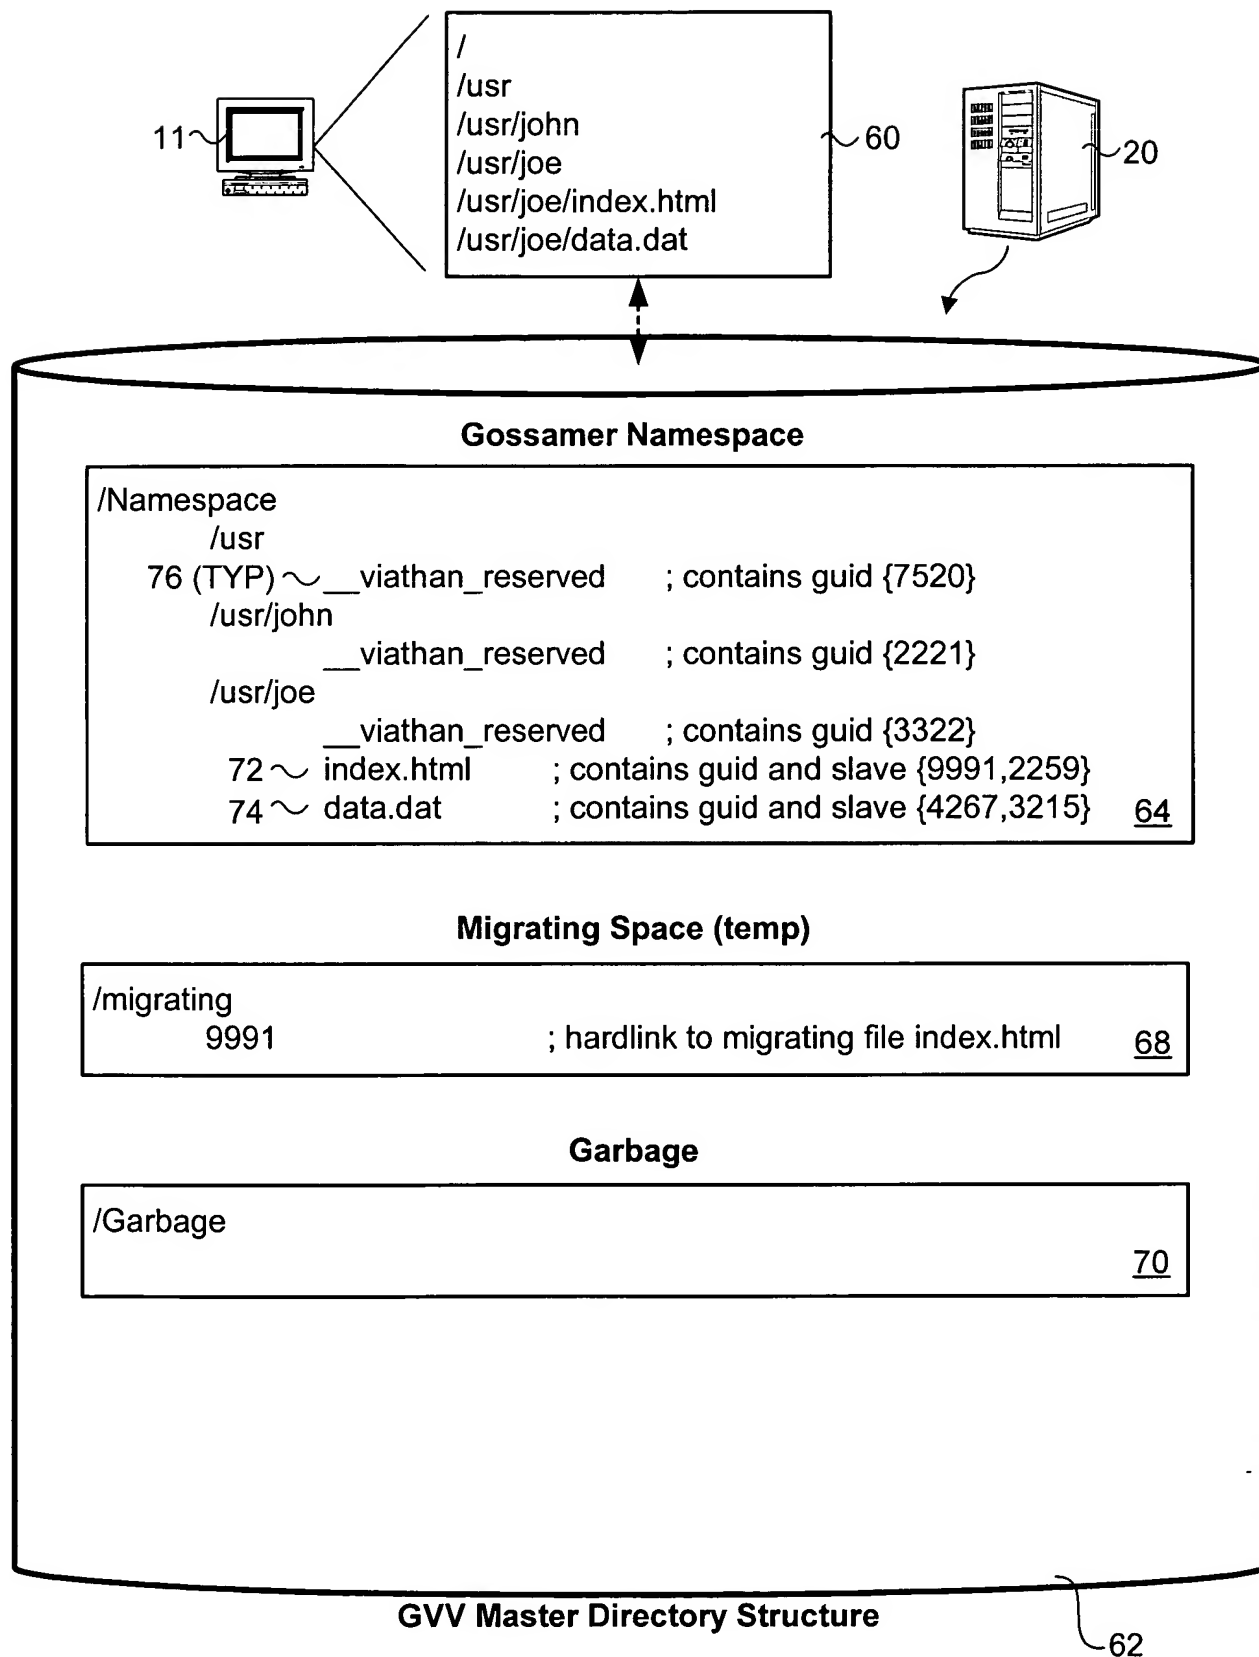 /
/usr
/usr/john
/usr/joe
/usr/joe/index.html
/usr/joe/data.dat
11
60
20
Gossamer Namespace
/Namespace
/usr
76 (TYP) __viathan_reserved ; contains guid {7520}
/usr/john
__viathan_reserved ; contains guid {2221}
/usr/joe
__viathan_reserved ; contains guid {3322}
72 index.html ; contains guid and slave {9991,2259}
74 data.dat ; contains guid and slave {4267,3215} 64
Migrating Space (temp)
/migrating
9991 ; hardlink to migrating file index.html 68
Garbage
/Garbage
70
GVV Master Directory Structure
62